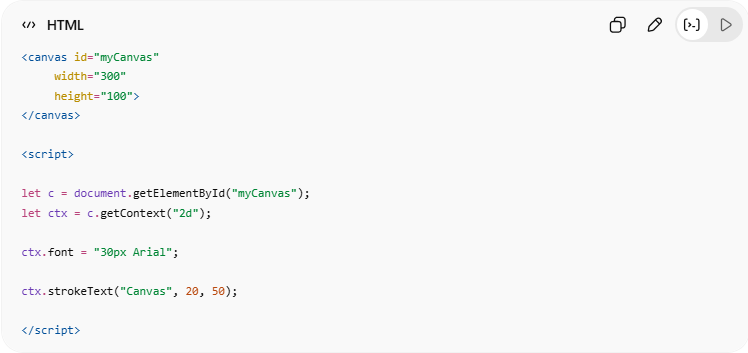 </> HTML
<canvas id="myCanvas"
     width="300"
     height="100">
</canvas>

<script>

let c = document.getElementById("myCanvas");
let ctx = c.getContext("2d");

ctx.font = "30px Arial";

ctx.strokeText("Canvas", 20, 50);

</script>